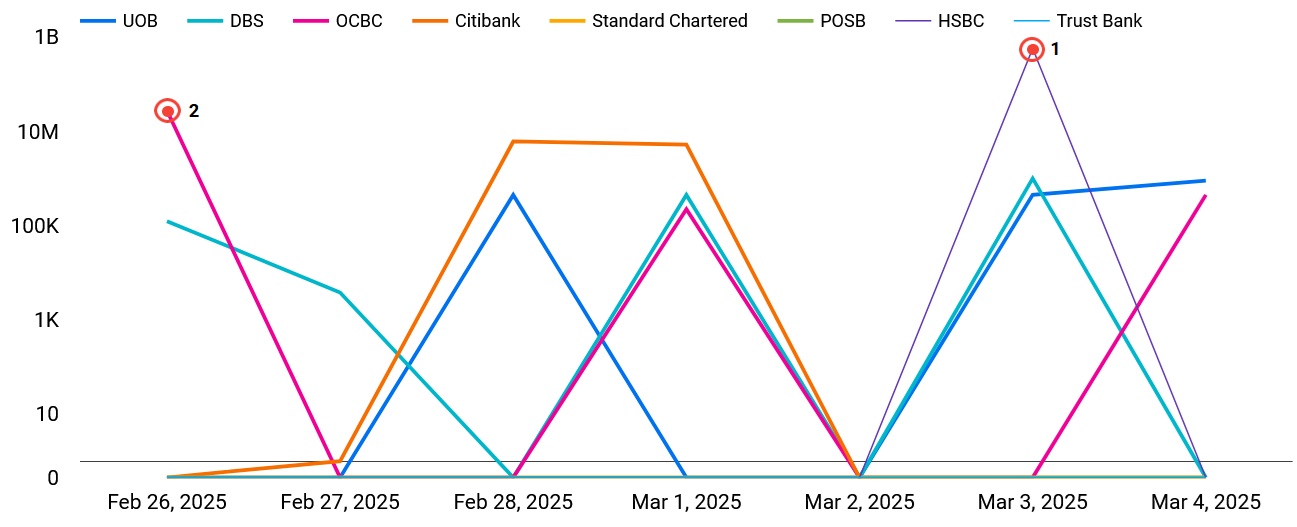 UOB DBS OCBC Citibank Standard Chartered POSB HSBC Trust Bank
1B
1
2
10M
100K
1K
10
0
Feb 26, 2025 Feb 27, 2025 Feb 28, 2025 Mar 1, 2025 Mar 2, 2025 Mar 3, 2025 Mar 4, 2025